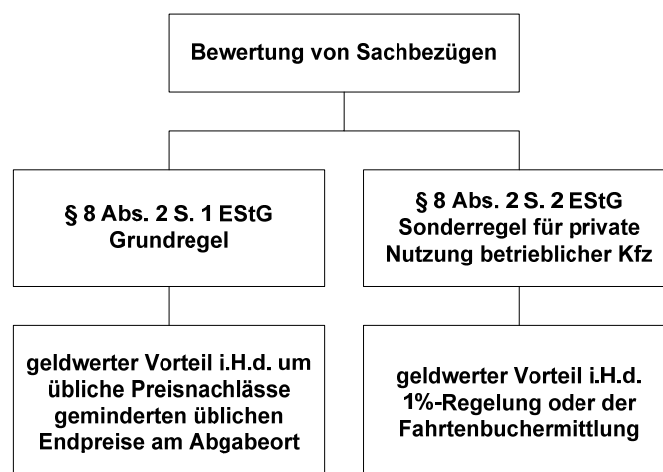 Bewertung von Sachbezügen
§ 8 Abs. 2 S. 1 EStG
Grundregel
§ 8 Abs. 2 S. 2 EStG
Sonderregel für private
Nutzung betrieblicher Kfz
geldwerter Vorteil i.H.d. um
übliche Preisnachlässe
geminderten üblichen
Endpreise am Abgabeort
geldwerter Vorteil i.H.d.
1%-Regelung oder der
Fahrtenbuchermittlung